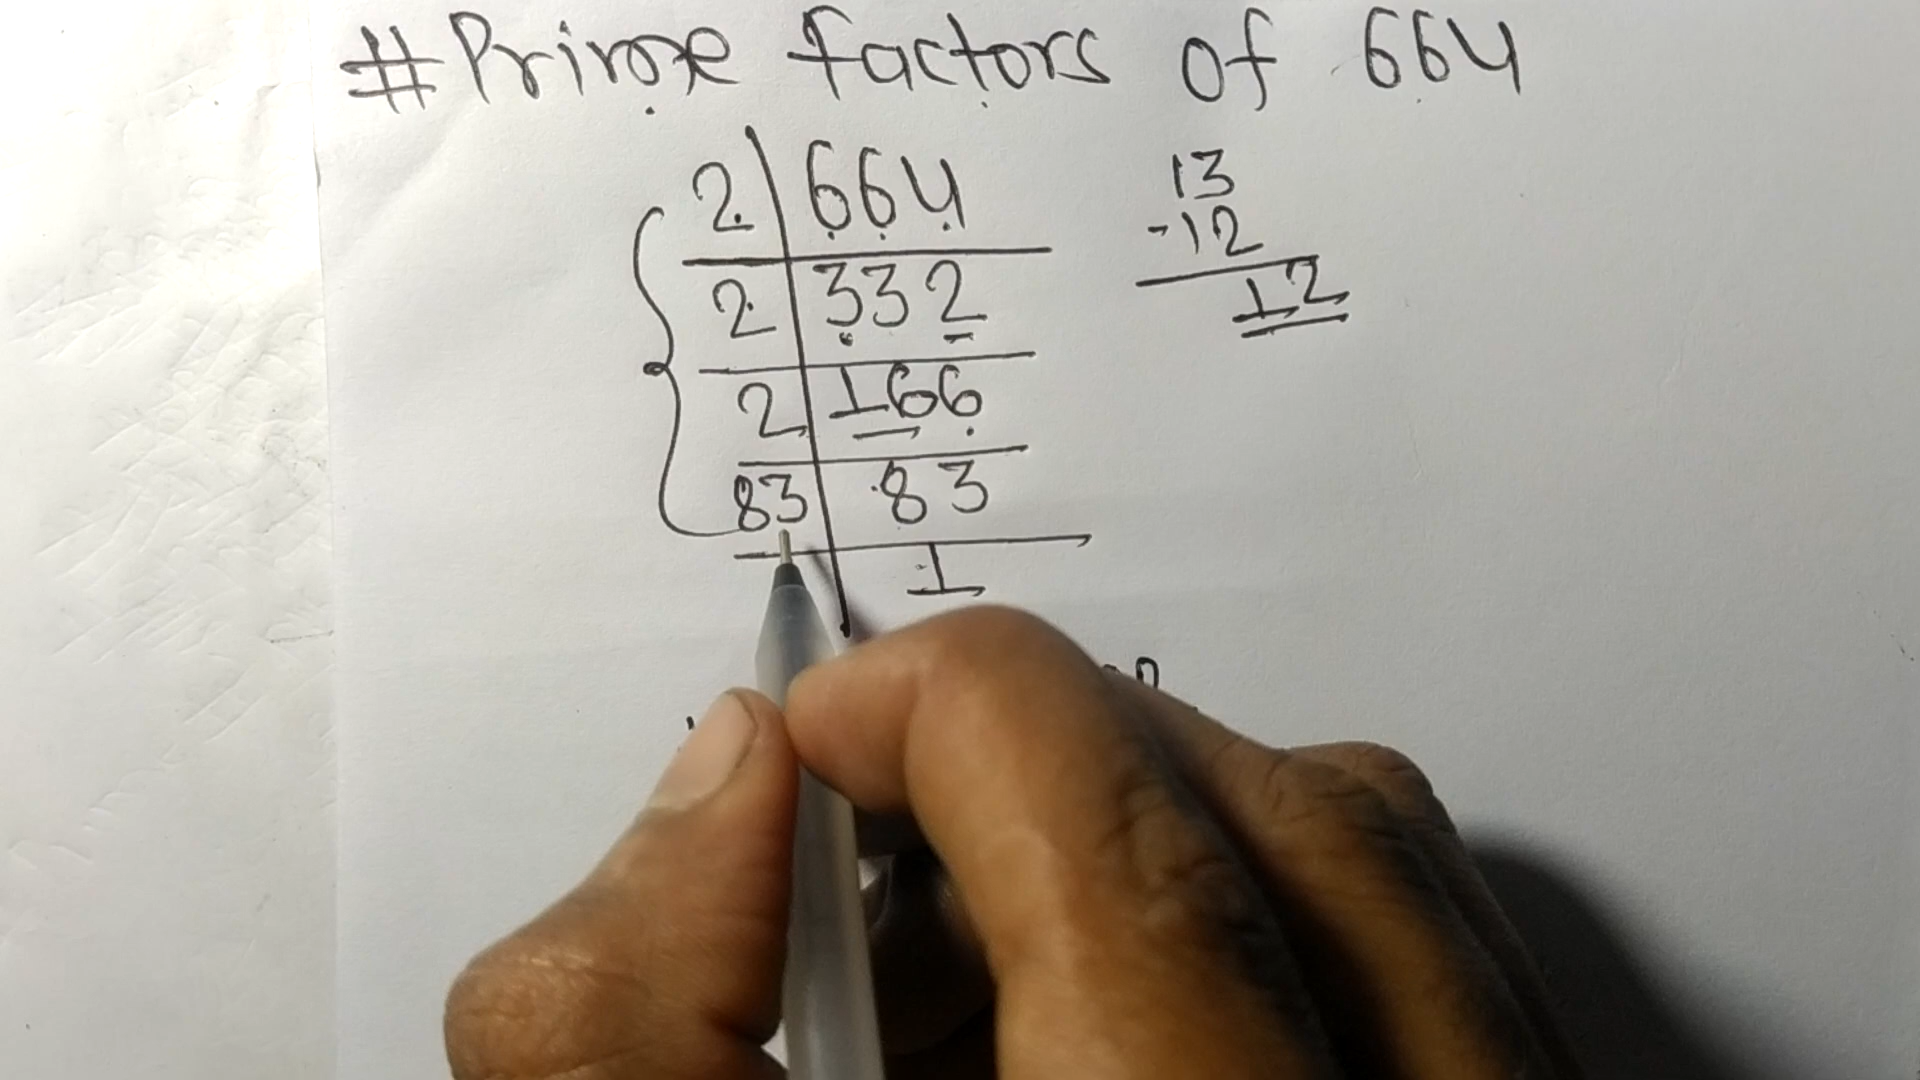 #Prime factors of 664
2 | 664
2 | 332
2 | 166
83 | 83
1
13
-12
12